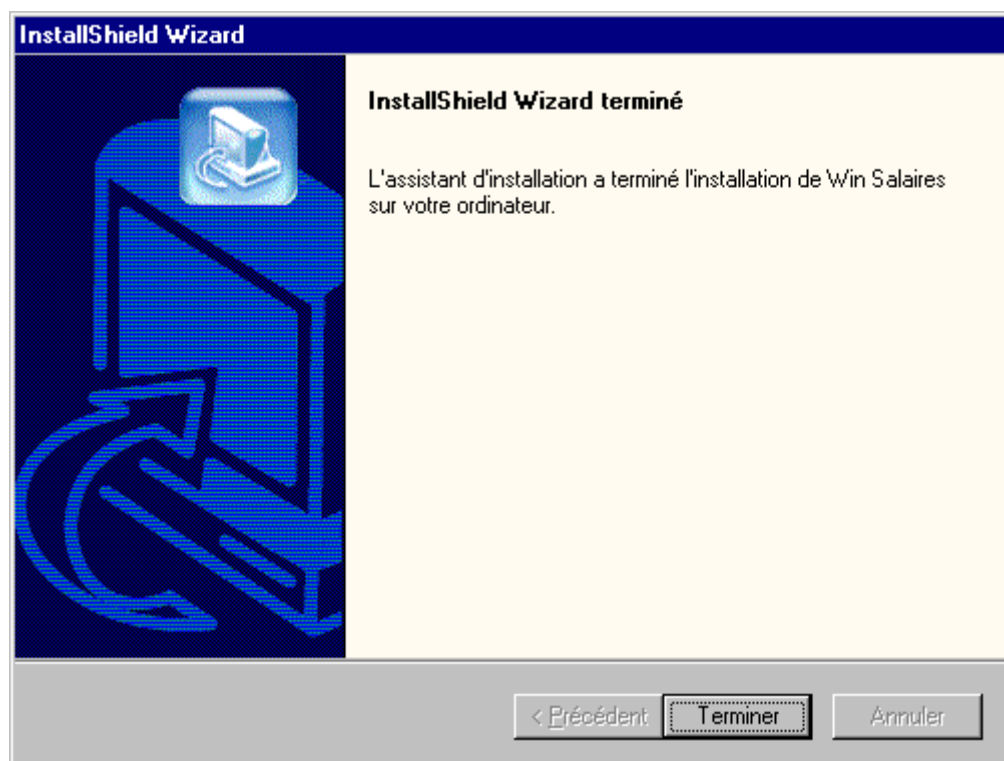 InstallShield Wizard
InstallShield Wizard terminé
L'assistant d'installation a terminé l'installation de Win Salaires
sur votre ordinateur.
< Précédent Terminer Annuler